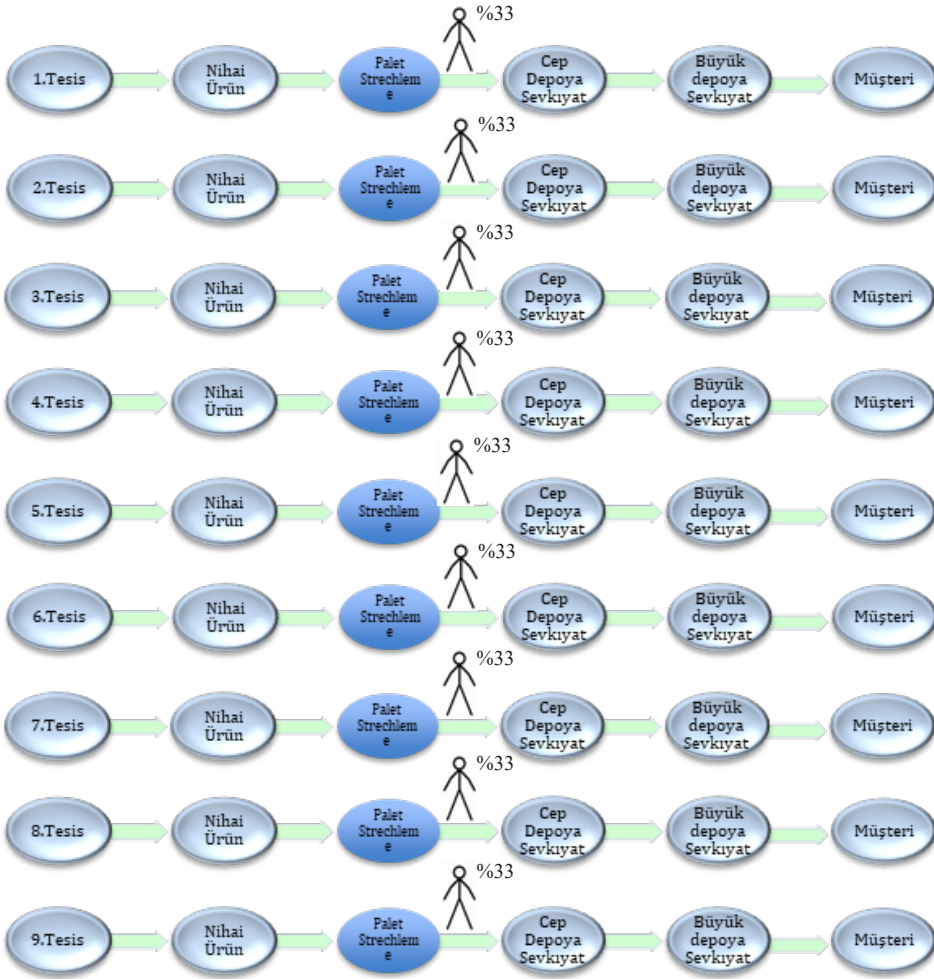 %33
1.Tesis
Nihai
Ürün
Palet
Strechlem
e
Cep
Depoya
Sevkıyat
Büyük
depoya
Sevkıyat
Müşteri
%33
2.Tesis
Nihai
Ürün
Palet
Strechlem
e
Cep
Depoya
Sevkıyat
Büyük
depoya
Sevkıyat
Müşteri
%33
3.Tesis
Nihai
Ürün
Palet
Strechlem
e
Cep
Depoya
Sevkıyat
Büyük
depoya
Sevkıyat
Müşteri
%33
4.Tesis
Nihai
Ürün
Palet
Strechlem
e
Cep
Depoya
Sevkıyat
Büyük
depoya
Sevkıyat
Müşteri
%33
5.Tesis
Nihai
Ürün
Palet
Strechlem
e
Cep
Depoya
Sevkıyat
Büyük
depoya
Sevkıyat
Müşteri
%33
6.Tesis
Nihai
Ürün
Palet
Strechlem
e
Cep
Depoya
Sevkıyat
Büyük
depoya
Sevkıyat
Müşteri
%33
7.Tesis
Nihai
Ürün
Palet
Strechlem
e
Cep
Depoya
Sevkıyat
Büyük
depoya
Sevkıyat
Müşteri
%33
8.Tesis
Nihai
Ürün
Palet
Strechlem
e
Cep
Depoya
Sevkıyat
Büyük
depoya
Sevkıyat
Müşteri
%33
9.Tesis
Nihai
Ürün
Palet
Strechlem
e
Cep
Depoya
Sevkıyat
Büyük
depoya
Sevkıyat
Müşteri